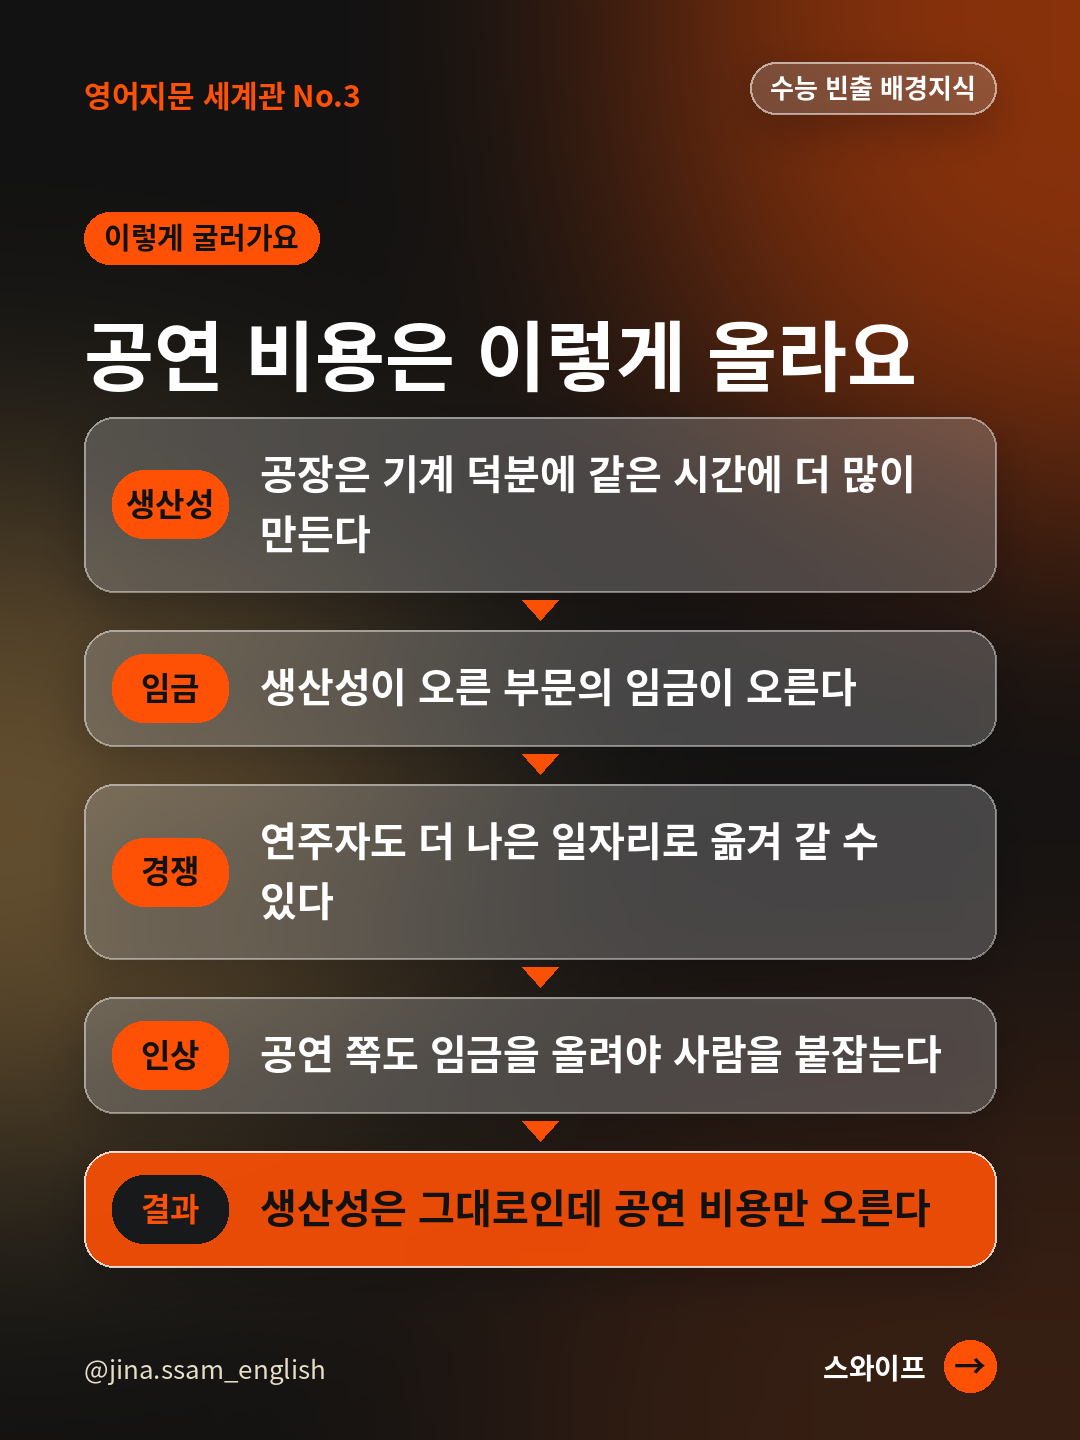 영어지문 세계관 No.3
수능 빈출 배경지식
이렇게 굴러가요
공연 비용은 이렇게 올라요
생산성
공장은 기계 덕분에 같은 시간에 더 많이
만든다
임금
생산성이 오른 부문의 임금이 오른다
경쟁
연주자도 더 나은 일자리로 옮겨 갈 수
있다
인상
공연 쪽도 임금을 올려야 사람을 붙잡는다
결과
생산성은 그대로인데 공연 비용만 오른다
@jina.ssam_english
스와이프 →